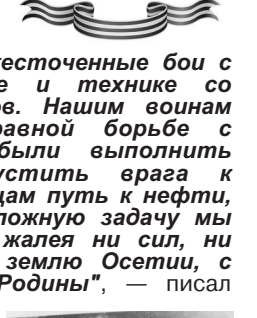 жесточенные бои с
е и технике со
ов. Нашим воинам
равной борьбе с
были выполнить
устить врага к
цам путь к нефти,
ложную задачу мы
жалея ни сил, ни
землю Осетии, с
Родины", — писал